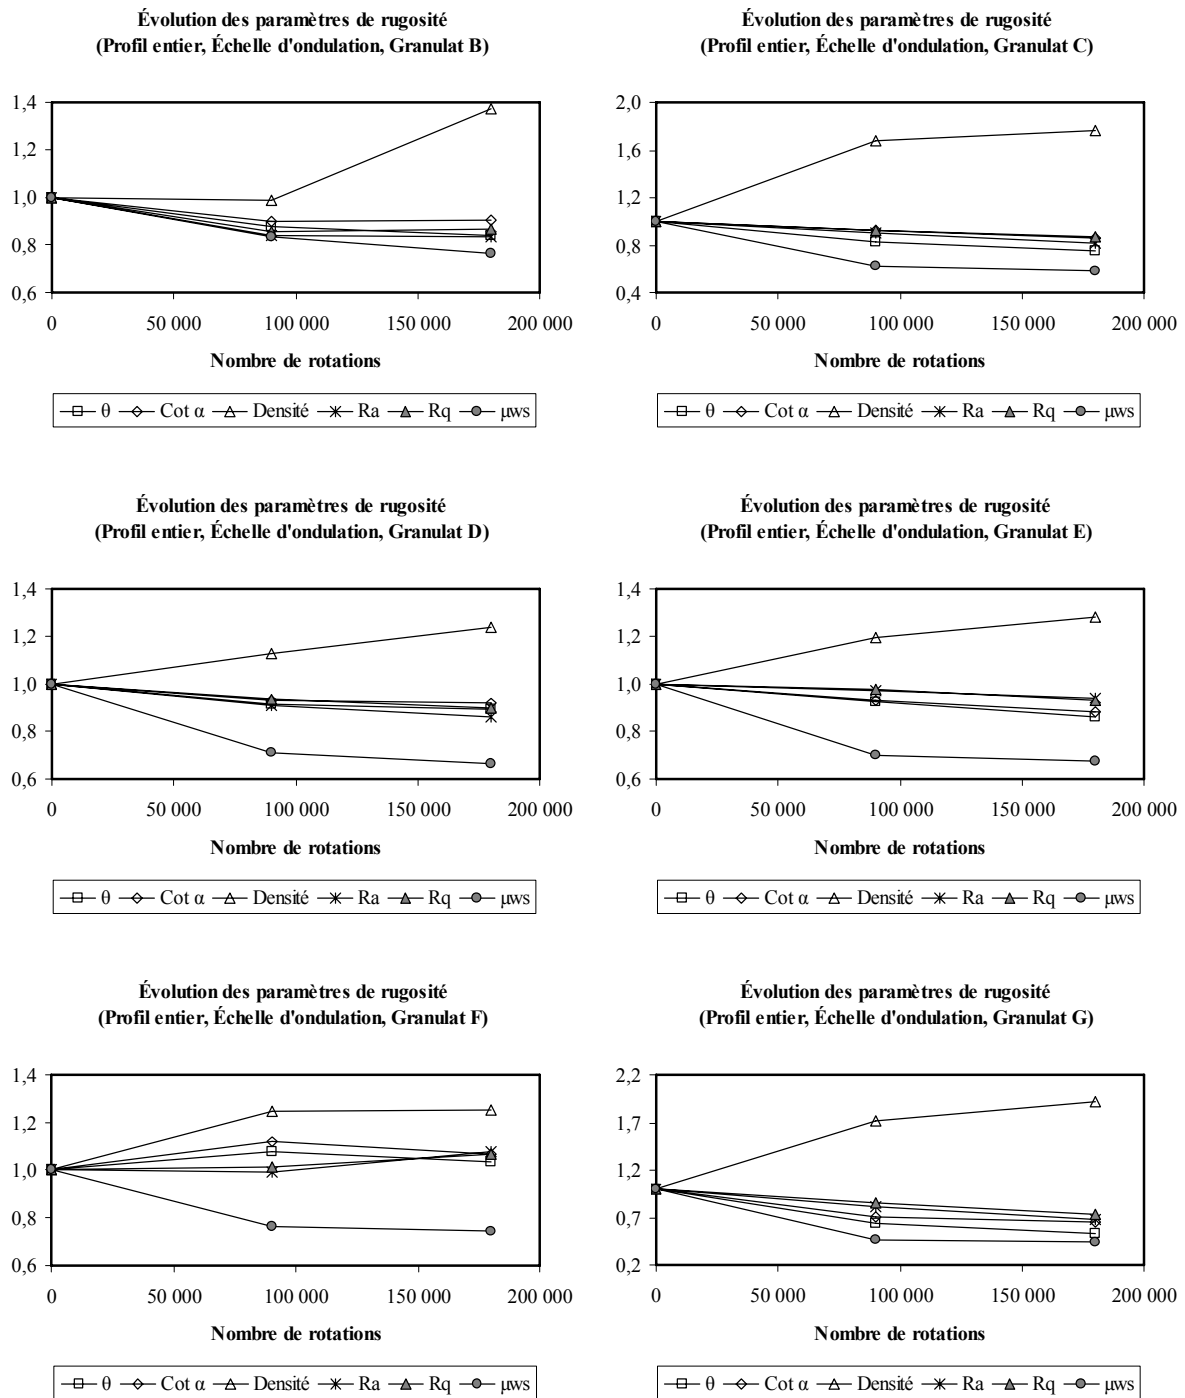 Évolution des paramètres de rugosité
(Profil entier, Échelle d'ondulation, Granulat B)
1,4
1,2
1,0
0,8
0,6
0 50 000 100 000 150 000 200 000
Nombre de rotations
θ Cot α Densité Ra Rq μws
Évolution des paramètres de rugosité
(Profil entier, Échelle d'ondulation, Granulat C)
2,0
1,6
1,2
0,8
0,4
0 50 000 100 000 150 000 200 000
Nombre de rotations
θ Cot α Densité Ra Rq μws
Évolution des paramètres de rugosité
(Profil entier, Échelle d'ondulation, Granulat D)
1,4
1,2
1,0
0,8
0,6
0 50 000 100 000 150 000 200 000
Nombre de rotations
θ Cot α Densité Ra Rq μws
Évolution des paramètres de rugosité
(Profil entier, Échelle d'ondulation, Granulat E)
1,4
1,2
1,0
0,8
0,6
0 50 000 100 000 150 000 200 000
Nombre de rotations
θ Cot α Densité Ra Rq μws
Évolution des paramètres de rugosité
(Profil entier, Échelle d'ondulation, Granulat F)
1,4
1,2
1,0
0,8
0,6
0 50 000 100 000 150 000 200 000
Nombre de rotations
θ Cot α Densité Ra Rq μws
Évolution des paramètres de rugosité
(Profil entier, Échelle d'ondulation, Granulat G)
2,2
1,7
1,2
0,7
0,2
0 50 000 100 000 150 000 200 000
Nombre de rotations
θ Cot α Densité Ra Rq μws